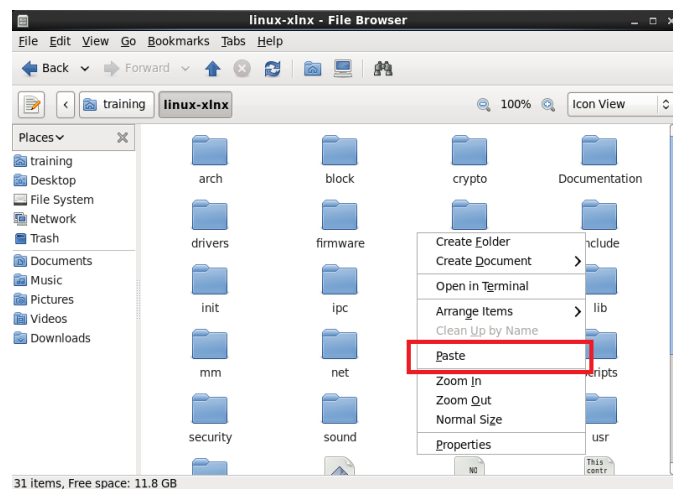 linux-xlnx - File Browser
File Edit View Go Bookmarks Tabs Help
Back Forward
training linux-xlnx 100% Icon View
Places
training
Desktop
File System
Network
Trash
Documents
Music
Pictures
Videos
Downloads
arch block crypto Documentation
drivers firmware nclude
init ipc lib
mm net cripts
security sound usr
NO
This
contr
Create Folder
Create Document
Open in Terminal
Arrange Items
Clean Up by Name
Paste
Zoom In
Zoom Out
Normal Size
Properties
31 items, Free space: 11.8 GB